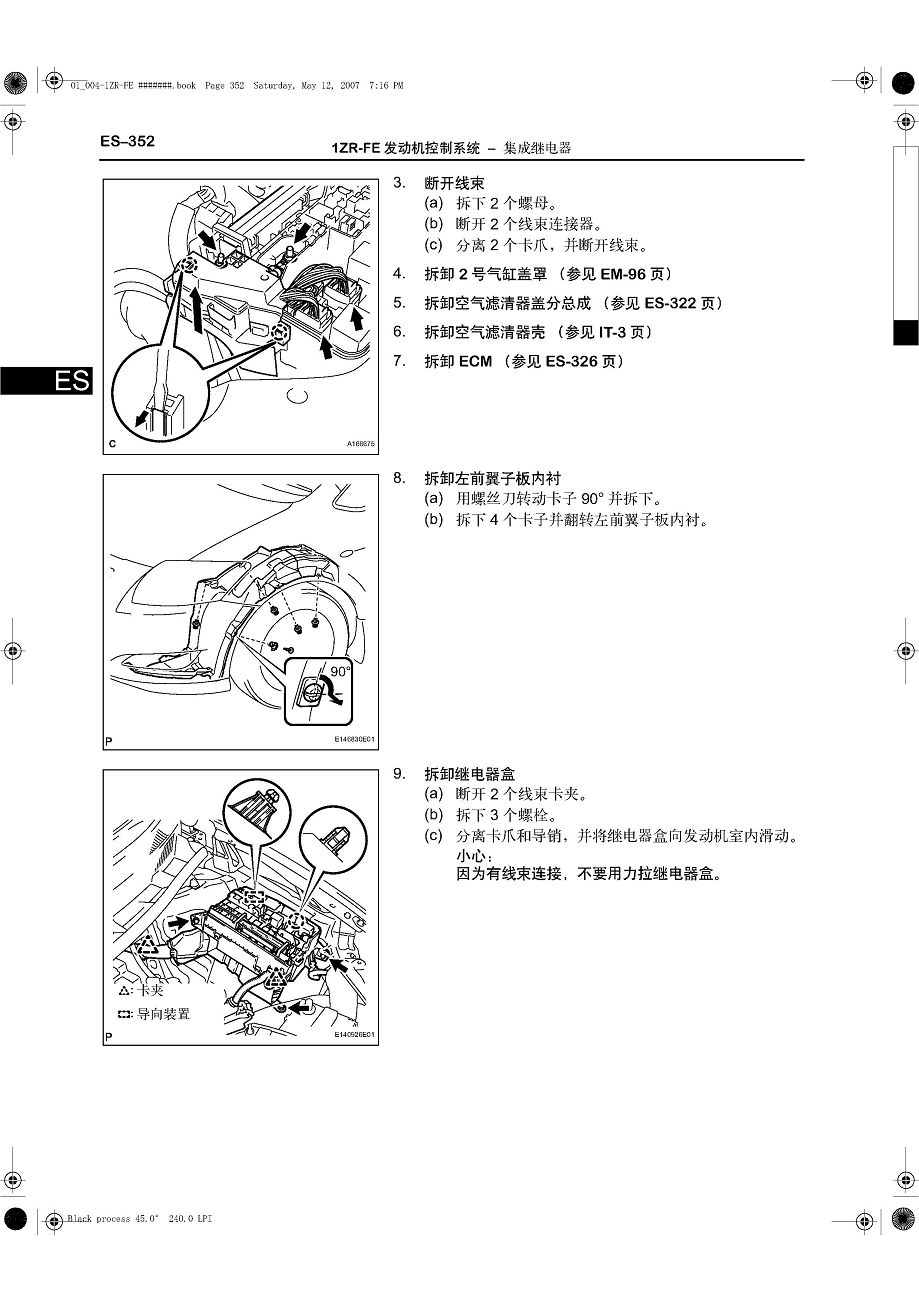 01_004-1ZR-FE #######.book Page 352 Saturday, May 12, 2007 7:16 PM
ES–352
1ZR-FE 发动机控制系统 – 集成继电器
ES
C
A168675
3. 断开线束
(a) 拆下 2 个螺母。
(b) 断开 2 个线束连接器。
(c) 分离 2 个卡爪，并断开线束。
4. 拆卸 2 号气缸盖罩 （参见 EM-96 页）
5. 拆卸空气滤清器盖分总成 （参见 ES-322 页）
6. 拆卸空气滤清器壳 （参见 IT-3 页）
7. 拆卸 ECM （参见 ES-326 页）
90°
P
E146830E01
8. 拆卸左前翼子板内衬
(a) 用螺丝刀转动卡子 90° 并拆下。
(b) 拆下 4 个卡子并翻转左前翼子板内衬。
: 卡夹
: 导向装置
P
E140926E01
9. 拆卸继电器盒
(a) 断开 2 个线束卡夹。
(b) 拆下 3 个螺栓。
(c) 分离卡爪和导销，并将继电器盒向发动机室内滑动。
小心：
因为有线束连接，不要用力拉继电器盒。
Black process 45.0° 240.0 LPI